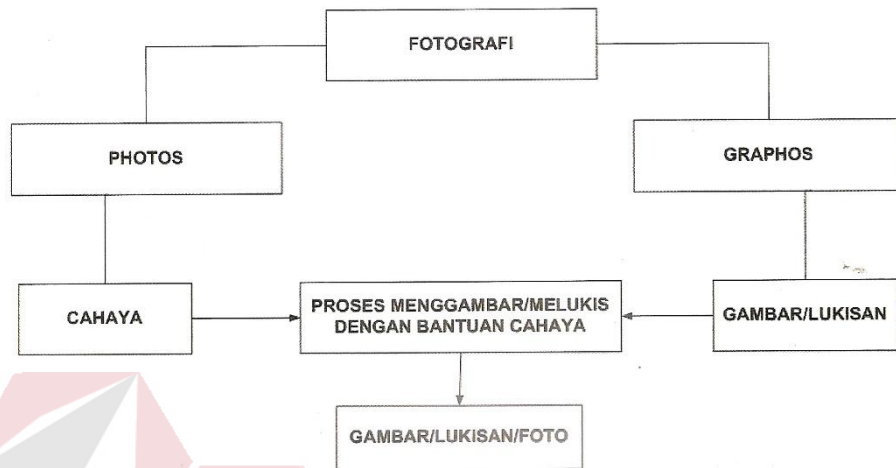 FOTOGRAFI
PHOTOS
GRAPHOS
CAHAYA
PROSES MENGGAMBAR/MELUKIS
DENGAN BANTUAN CAHAYA
GAMBAR/LUKISAN
GAMBAR/LUKISAN/FOTO